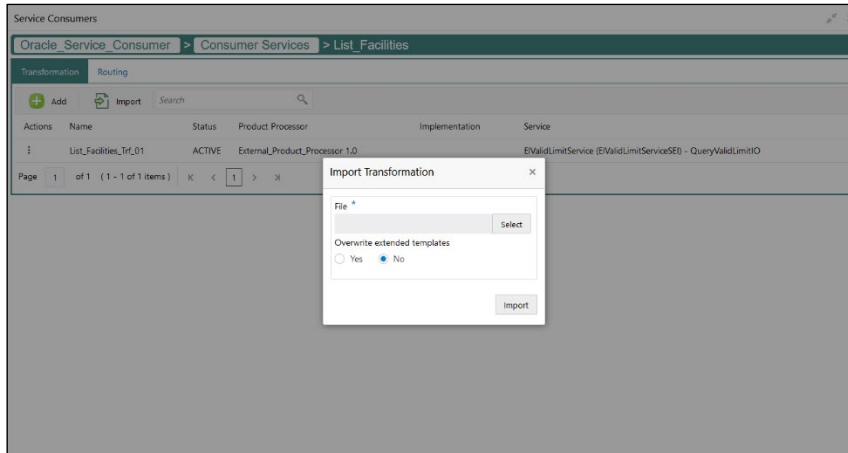 Service Consumers
Oracle_Service_Consumer > Consumer Services > List_Facilities
Transformation Routing
Add Import Search
Actions Name Status Product Processor Implementation Service
List_Facilities_Trf_01 ACTIVE External_Product_Processor 1.0 EIValidLimitService (EIValidLimitServiceSEI) - QueryValidLimitIO
Page 1 of 1 (1 - 1 of 1 items) K < 1 > >|
Import Transformation ×
File *
Select
Overwrite extended templates
Yes No
Import